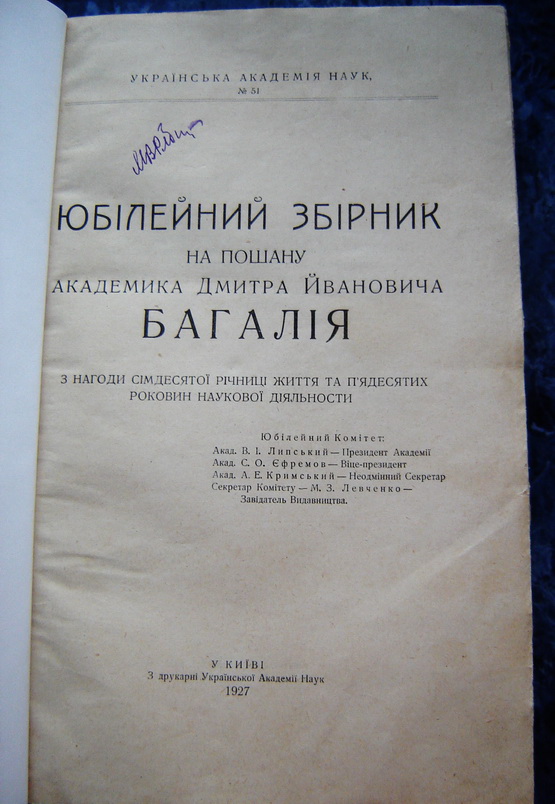 УКРАЇНСЬКА АКАДЕМІЯ НАУК,
№ 51
ЮБІЛЕЙНИЙ ЗБІРНИК
НА ПОШАНУ
АКАДЕМИКА ДМИТРА ЙВАНОВИЧА
БАГАЛІЯ
З НАГОДИ СІМДЕСЯТОЇ РІЧНИЦІ ЖИТТЯ ТА П'ЯДЕСЯТИХ
РОКОВИН НАУКОВОЇ ДІЯЛЬНОСТИ
Юбілейний Комітет:
Акад. В. І. Липський — Президент Академії
Акад. С. О. Єфремов — Віце-президент
Акад. А. Е. Кримський — Неодмінний Секретар
Секретар Комітету — М. З. Левченко —
Завідатель Видавництва.
У КИЇВІ
З друкарні Української Академії Наук
1927